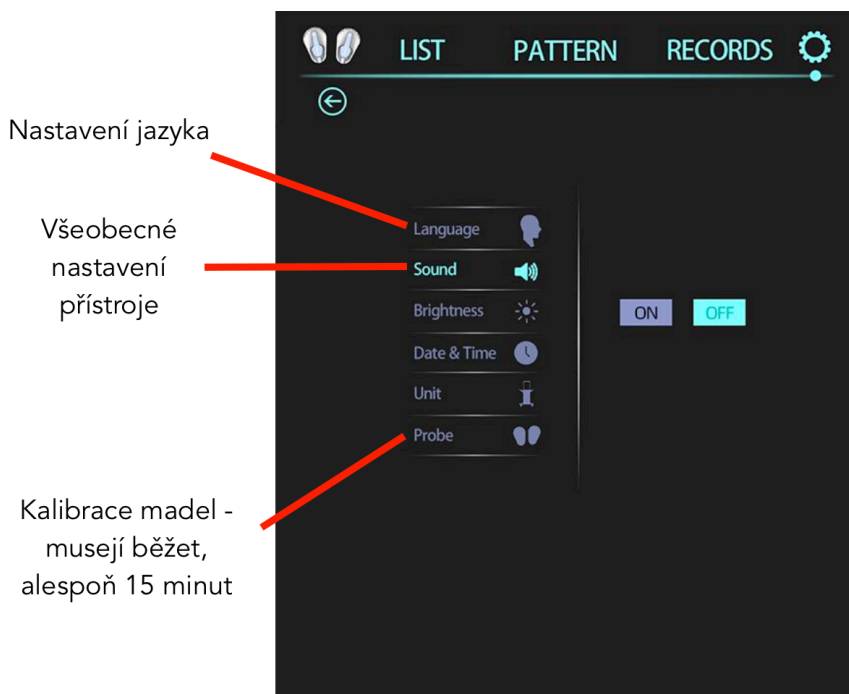 LIST PATTERN RECORDS
Nastavení jazyka
Všeobecné
nastavení
přístroje
Language
Sound
Brightness
Date & Time
Unit
Probe
ON OFF
Kalibrace madel -
musejí běžet,
alespoň 15 minut